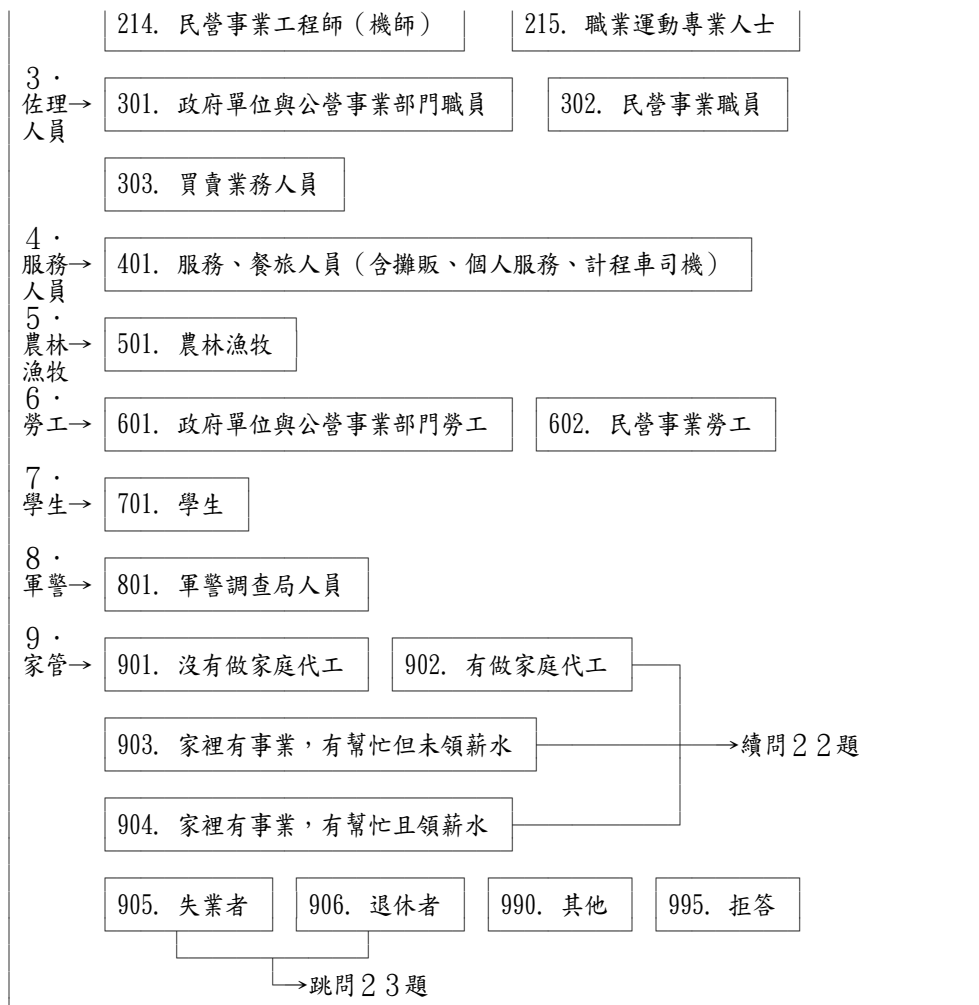 214. 民營事業工程師（機師） 215. 職業運動專業人士
3．
佐理→ 301. 政府單位與公營事業部門職員 302. 民營事業職員
人員
303. 買賣業務人員
4．
服務→ 401. 服務、餐旅人員（含攤販、個人服務、計程車司機）
人員
5．
農林→ 501. 農林漁牧
漁牧
6．
勞工→ 601. 政府單位與公營事業部門勞工 602. 民營事業勞工
7．
學生→ 701. 學生
8．
軍警→ 801. 軍警調查局人員
9．
家管→ 901. 沒有做家庭代工 902. 有做家庭代工
903. 家裡有事業，有幫忙但未領薪水 →續問２２題
904. 家裡有事業，有幫忙且領薪水
905. 失業者 906. 退休者 990. 其他 995. 拒答
→跳問２３題